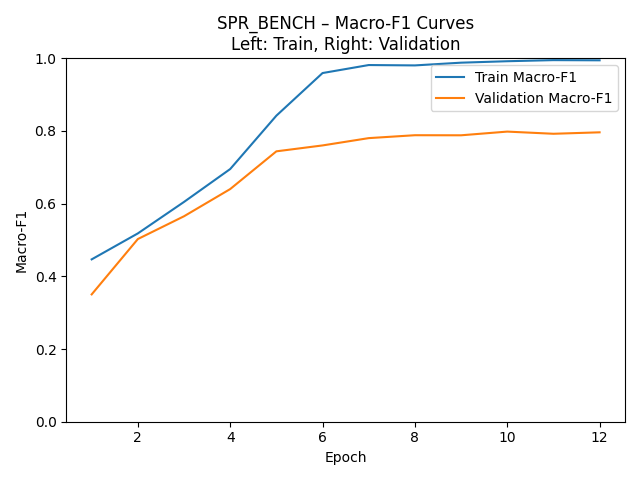 SPR_BENCH – Macro-F1 Curves
Left: Train, Right: Validation
Train Macro-F1
Validation Macro-F1
Macro-F1
1.0
0.8
0.6
0.4
0.2
0.0
2 4 6 8 10 12
Epoch